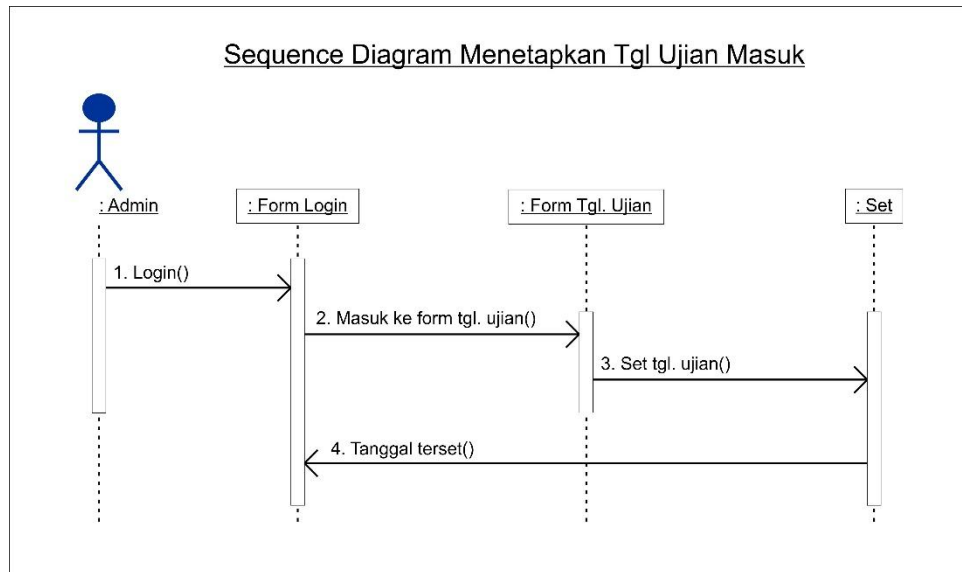 Sequence Diagram Menetapkan Tgl Ujian Masuk
: Admin
: Form Login
: Form Tgl. Ujian
: Set
1. Login()
2. Masuk ke form tgl. ujian()
3. Set tgl. ujian()
4. Tanggal terset()